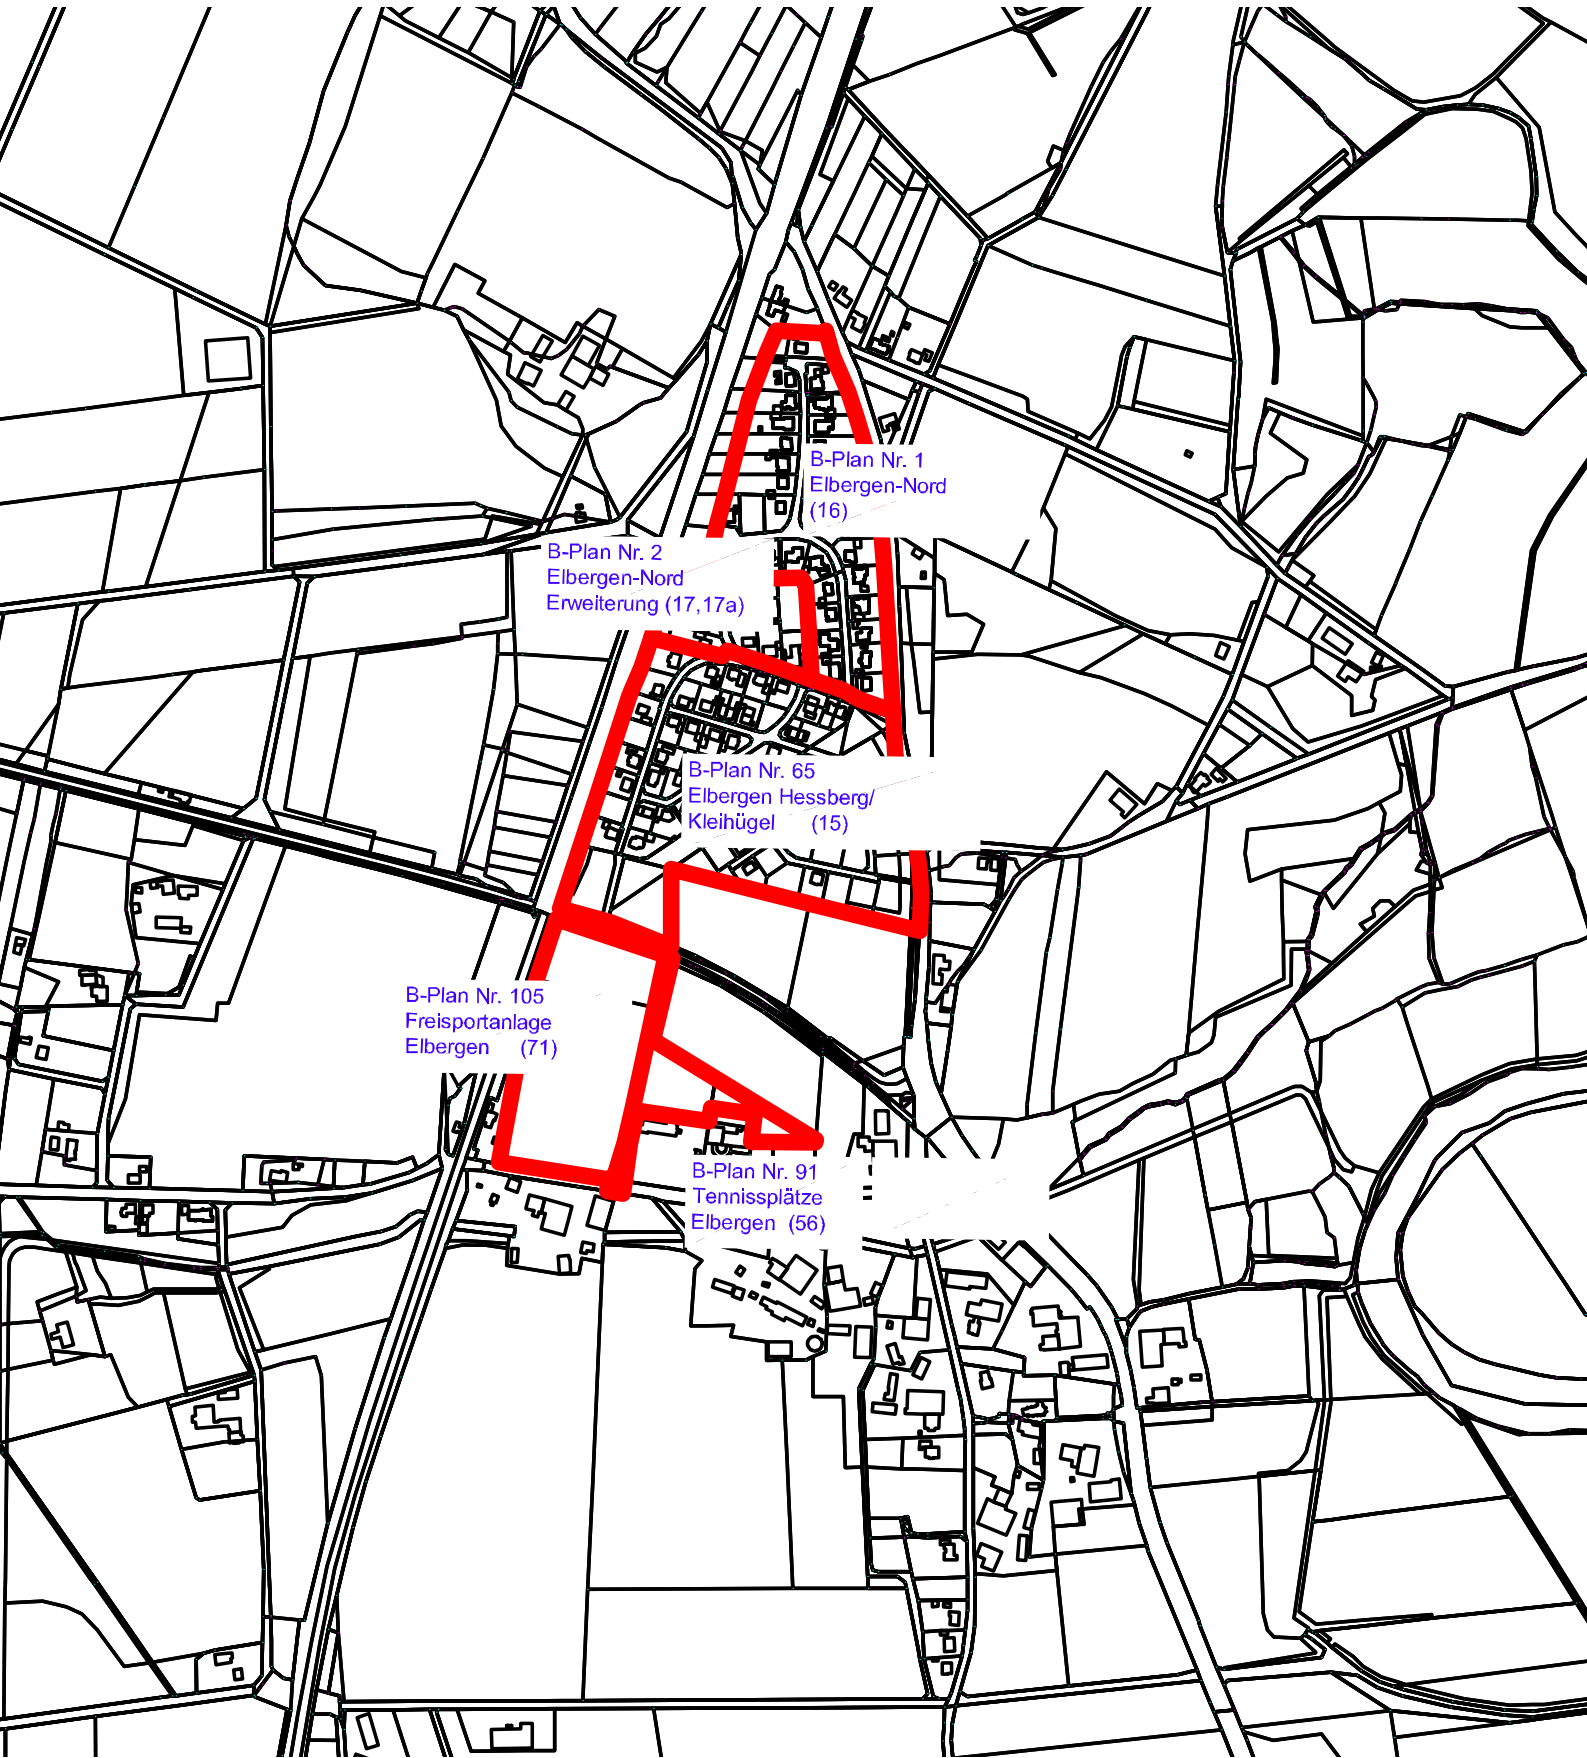 B-Plan Nr. 1
Elbergen-Nord
(16)
B-Plan Nr. 2
Elbergen-Nord
Erweiterung (17,17a)
B-Plan Nr. 65
Elbergen Hessberg/
Kleihügel (15)
B-Plan Nr. 105
Freisportanlage
Elbergen (71)
B-Plan Nr. 91
Tennissplätze
Elbergen (56)